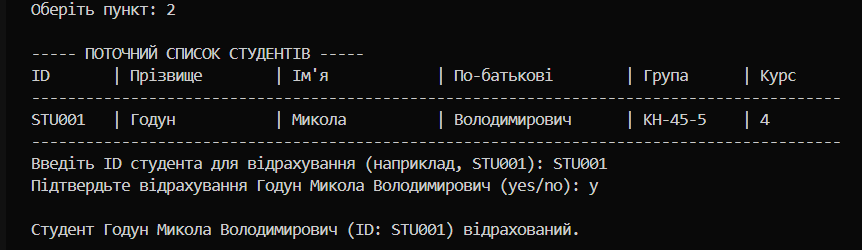 Оберіть пункт: 2
----- ПОТОЧНИЙ СПИСОК СТУДЕНТІВ -----
ID | Прізвище | Ім'я | По-батькові | Група | Курс
------------------------------------------------------------------------------------------
STU001 | Годун | Микола | Володимирович | КН-45-5 | 4
------------------------------------------------------------------------------------------
Введіть ID студента для відрахування (наприклад, STU001): STU001
Підтвердьте відрахування Годун Микола Володимирович (yes/no): y
Студент Годун Микола Володимирович (ID: STU001) відрахований.